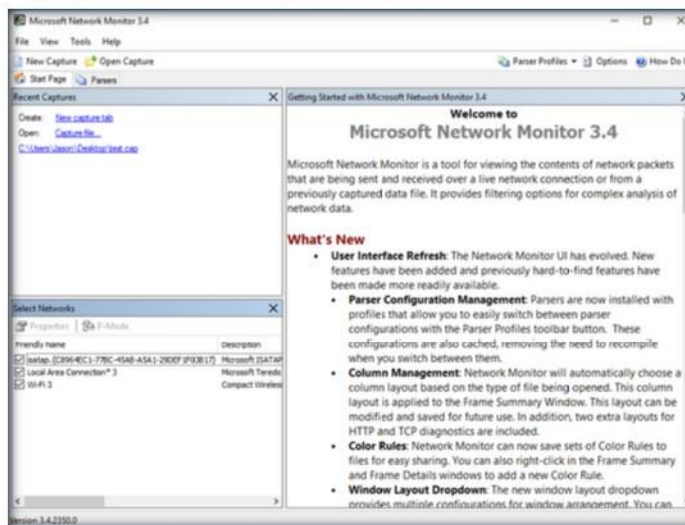 Microsoft Network Monitor 3.4
File View Tools Help
New Capture Open Capture
Parser Profiles Options How Do I
Start Page Parsers
Recent Captures
Create: New capture tab
Open: Capture file...
C:\Users\Jason\Desktop\test.cap
Select Networks
Properties P-Mode
Friendly Name Description
isatap.{C8964EC1-77BC-45AB-A5A1-29DEF1F03B17} Microsoft ISATAP
Local Area Connection* 3 Microsoft Teredo
Wi-Fi 3 Compact Wireless
Getting Started with Microsoft Network Monitor 3.4
Welcome to
Microsoft Network Monitor 3.4
Microsoft Network Monitor is a tool for viewing the contents of network packets
that are being sent and received over a live network connection or from a
previously captured data file. It provides filtering options for complex analysis of
network data.
What's New
• User Interface Refresh: The Network Monitor UI has evolved. New
features have been added and previously hard-to-find features have
been made more readily available.
• Parser Configuration Management: Parsers are now installed with
profiles that allow you to easily switch between parser
configurations with the Parser Profiles toolbar button. These
configurations are also cached, removing the need to recompile
when you switch between them.
• Column Management: Network Monitor will automatically choose a
column layout based on the type of file being opened. This column
layout is applied to the Frame Summary Window. This layout can be
modified and saved for future use. In addition, two extra layouts for
HTTP and TCP diagnostics are included.
• Color Rules: Network Monitor can now save sets of Color Rules to
files for easy sharing. You can also right-click in the Frame Summary
and Frame Details windows to add a new Color Rule.
• Window Layout Dropdown: The new window layout dropdown
provides multiple configurations for window arrangement. You can
Version 3.4.2350.0